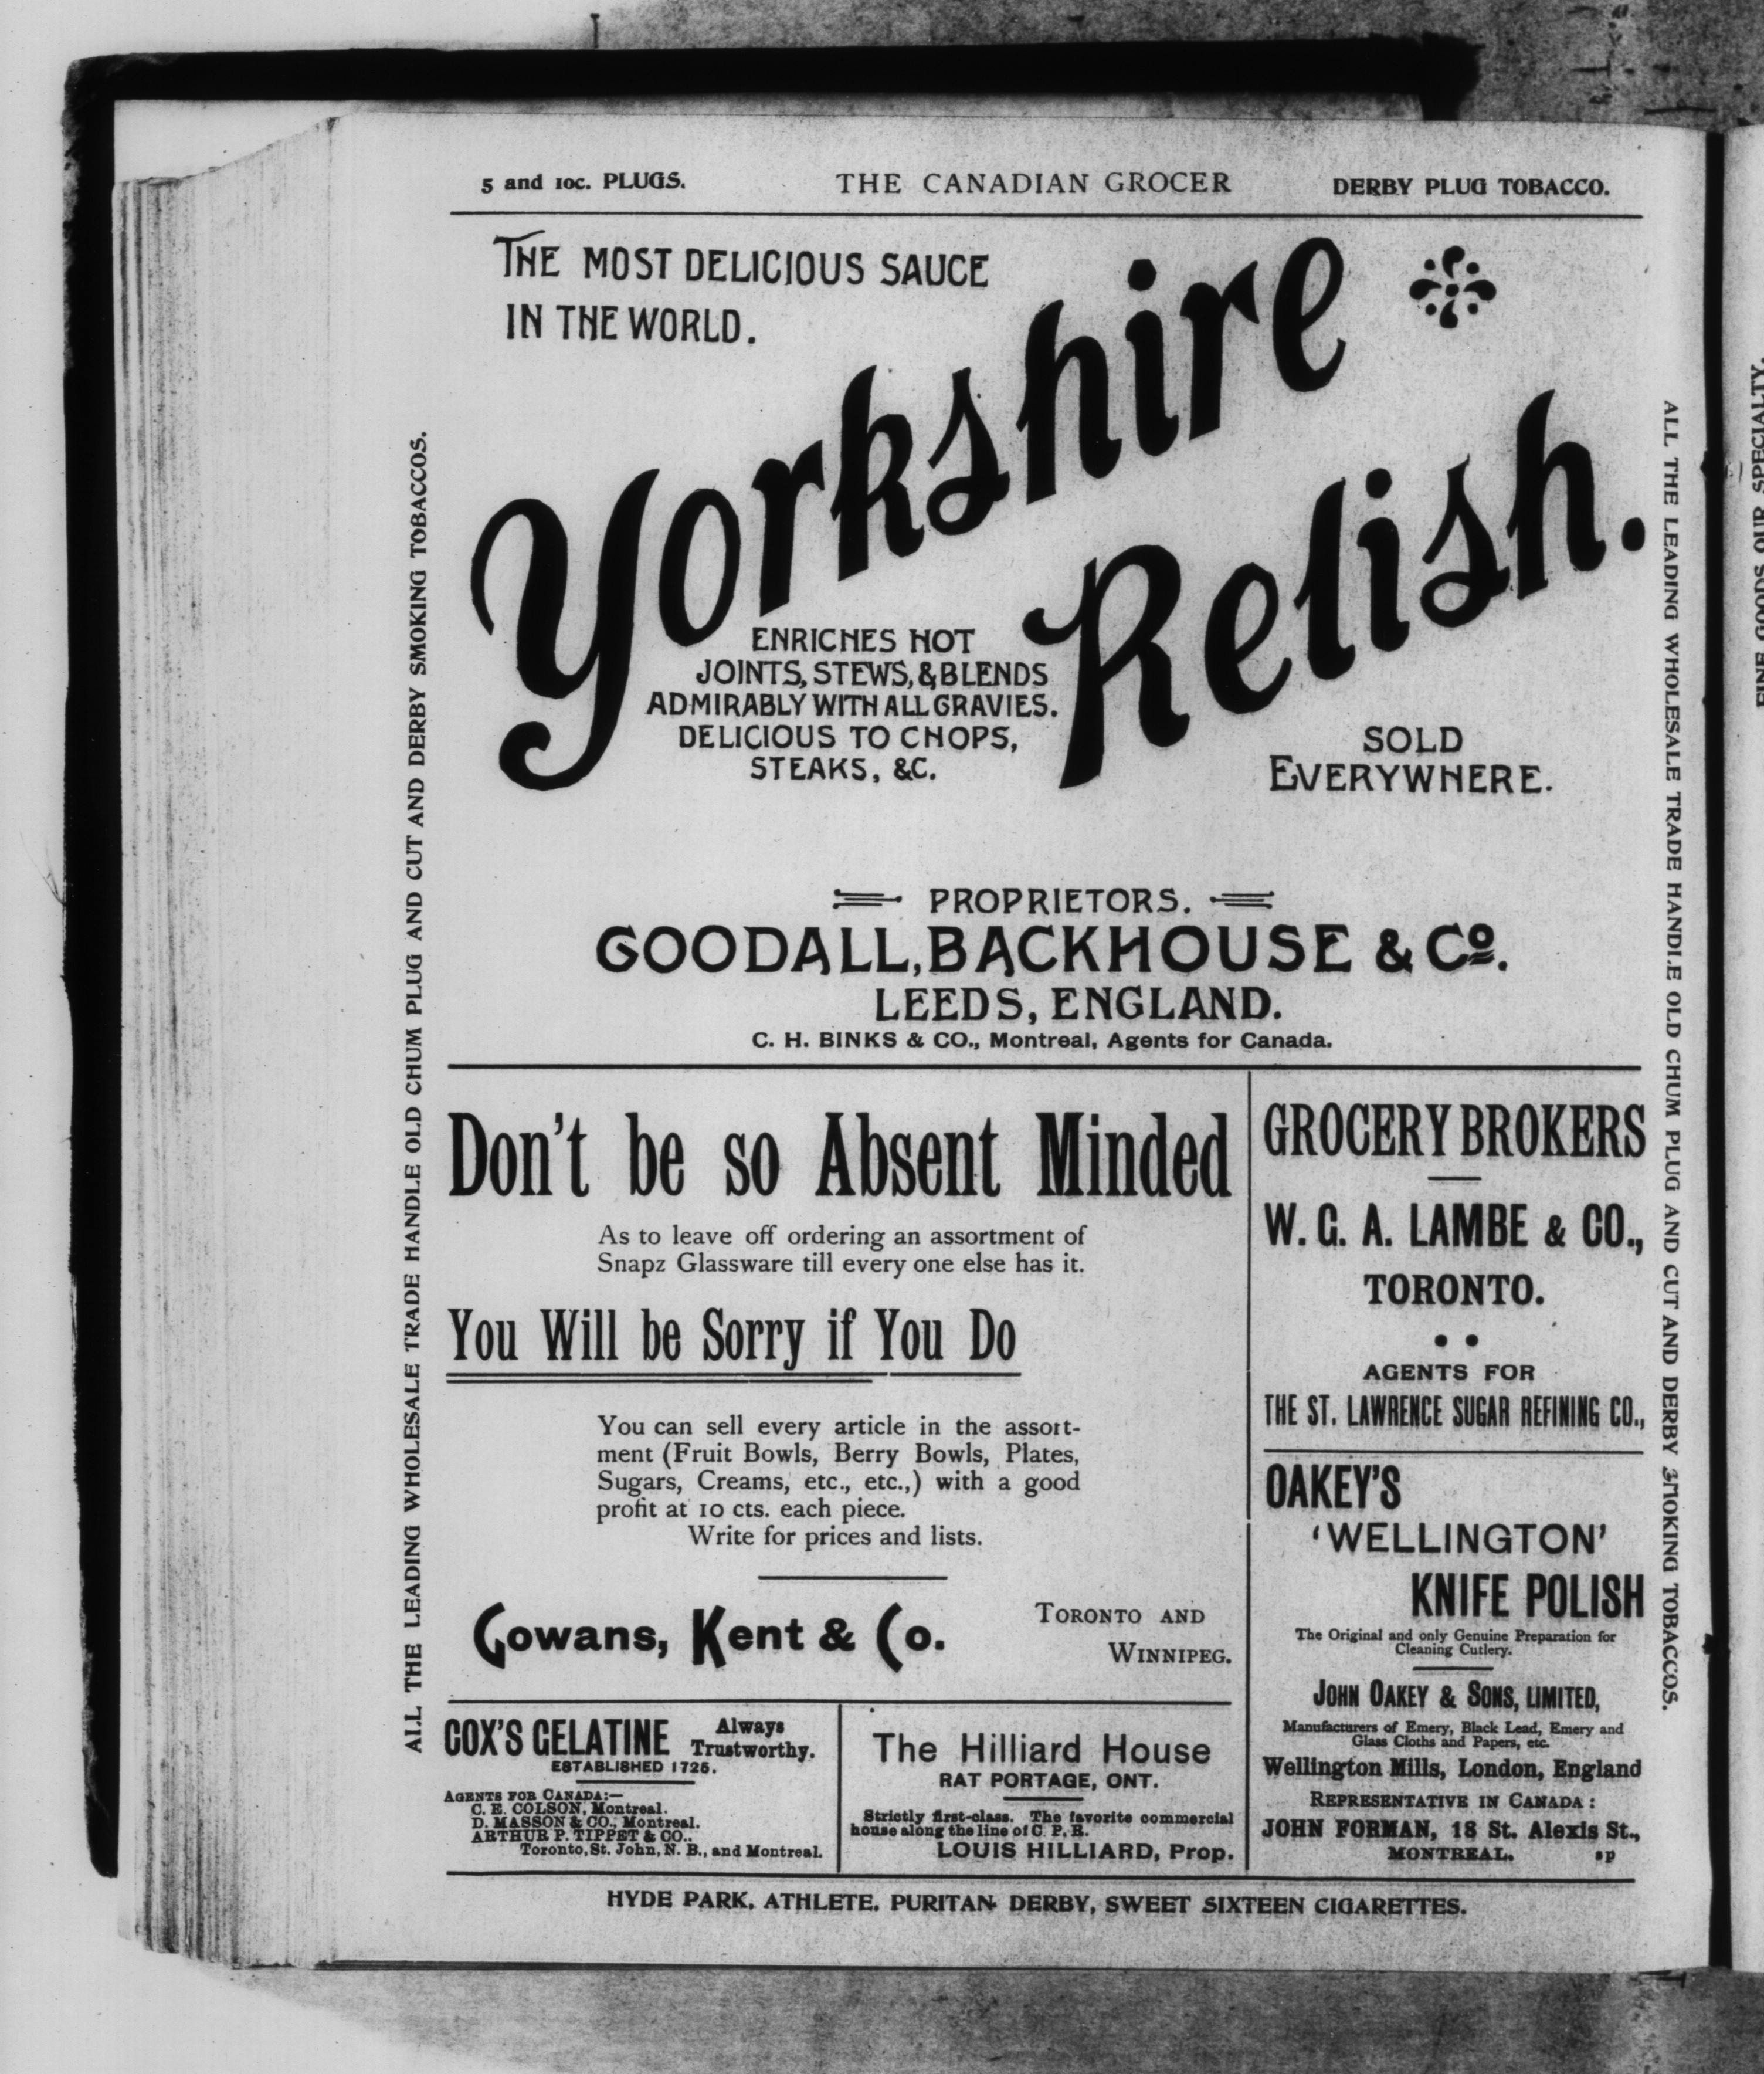 5 and 10c. PLUGS.
THE CANADIAN GROCER
DERBY PLUG TOBACCO.
THE MOST DELICIOUS SAUCE
IN THE WORLD.
Yorkshire
Relish.
ENRICHES HOT
JOINTS, STEWS, & BLENDS
ADMIRABLY WITH ALL GRAVIES.
DELICIOUS TO CHOPS,
STEAKS, &C.
SOLD
EVERYWHERE.
PROPRIETORS.
GOODALL, BACKHOUSE & Co.
LEEDS, ENGLAND.
C. H. BINKS & CO., Montreal, Agents for Canada.
ALL THE LEADING WHOLESALE TRADE HANDLE OLD CHUM PLUG AND CUT AND DERBY SMOKING TOBACCOS.
Don't be so Absent Minded
As to leave off ordering an assortment of
Snapz Glassware till every one else has it.
You Will be Sorry if You Do
You can sell every article in the assort-
ment (Fruit Bowls, Berry Bowls, Plates,
Sugars, Creams, etc., etc.,) with a good
profit at 10 cts. each piece.
Write for prices and lists.
Gowans, Kent & Co.
TORONTO AND
WINNIPEG.
COX'S GELATINE
Always
Trustworthy.
ESTABLISHED 1725.
AGENTS FOR CANADA:—
C. E. COLSON, Montreal.
D. MASSON & CO., Montreal.
ARTHUR P. TIPPET & CO.,
Toronto, St. John, N. B., and Montreal.
The Hilliard House
RAT PORTAGE, ONT.
Strictly first-class. The favorite commercial
house along the line of C. P. R.
LOUIS HILLIARD, Prop.
GROCERY BROKERS
W. G. A. LAMBE & CO.,
TORONTO.
AGENTS FOR
THE ST. LAWRENCE SUGAR REFINING CO.,
OAKEY'S
'WELLINGTON'
KNIFE POLISH
The Original and only Genuine Preparation for
Cleaning Cutlery.
JOHN OAKEY & SONS, LIMITED,
Manufacturers of Emery, Black Lead, Emery and
Glass Cloths and Papers, etc.
Wellington Mills, London, England
REPRESENTATIVE IN CANADA:
JOHN FORMAN, 18 St. Alexis St.,
MONTREAL. sp
ALL THE LEADING WHOLESALE TRADE HANDLE OLD CHUM PLUG AND CUT AND DERBY SMOKING TOBACCOS.
HYDE PARK, ATHLETE, PURITAN DERBY, SWEET SIXTEEN CIGARETTES.
GOODS OUR SPECIALTY.